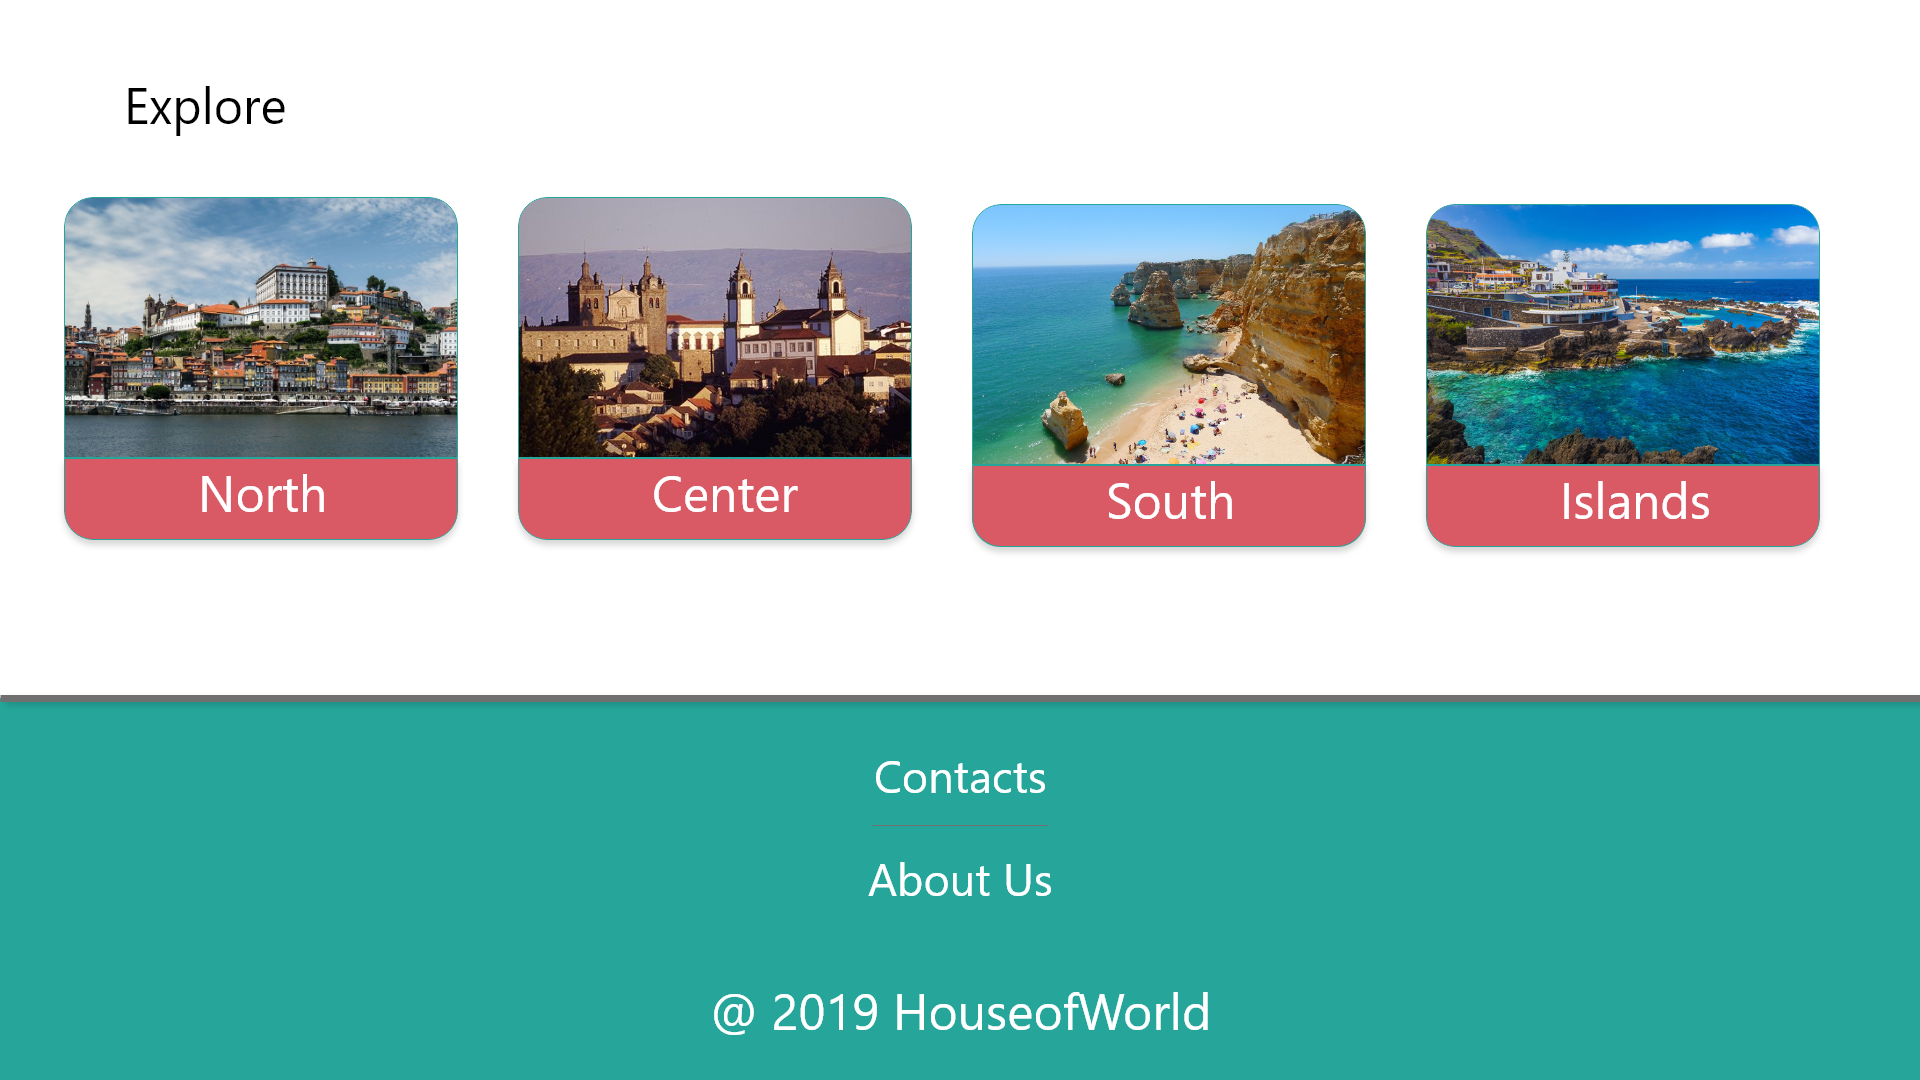 Explore
North
Center
South
Islands
Contacts
About Us
@ 2019 HouseofWorld